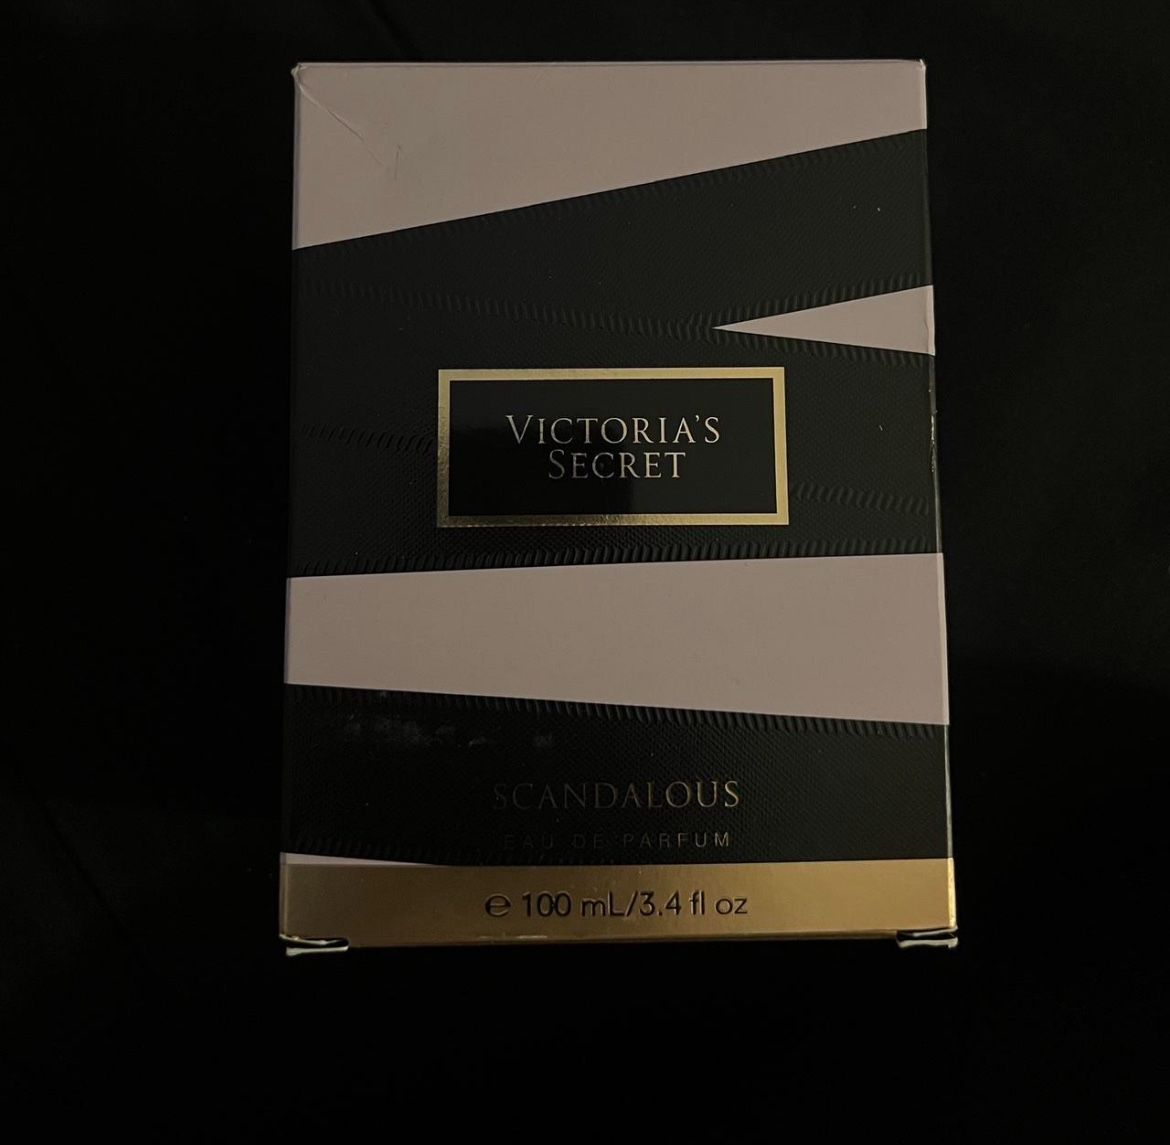 VICTORIA'S
SECRET
SCANDALOUS
EAU DE PARFUM
℮ 100 mL/3.4 fl oz